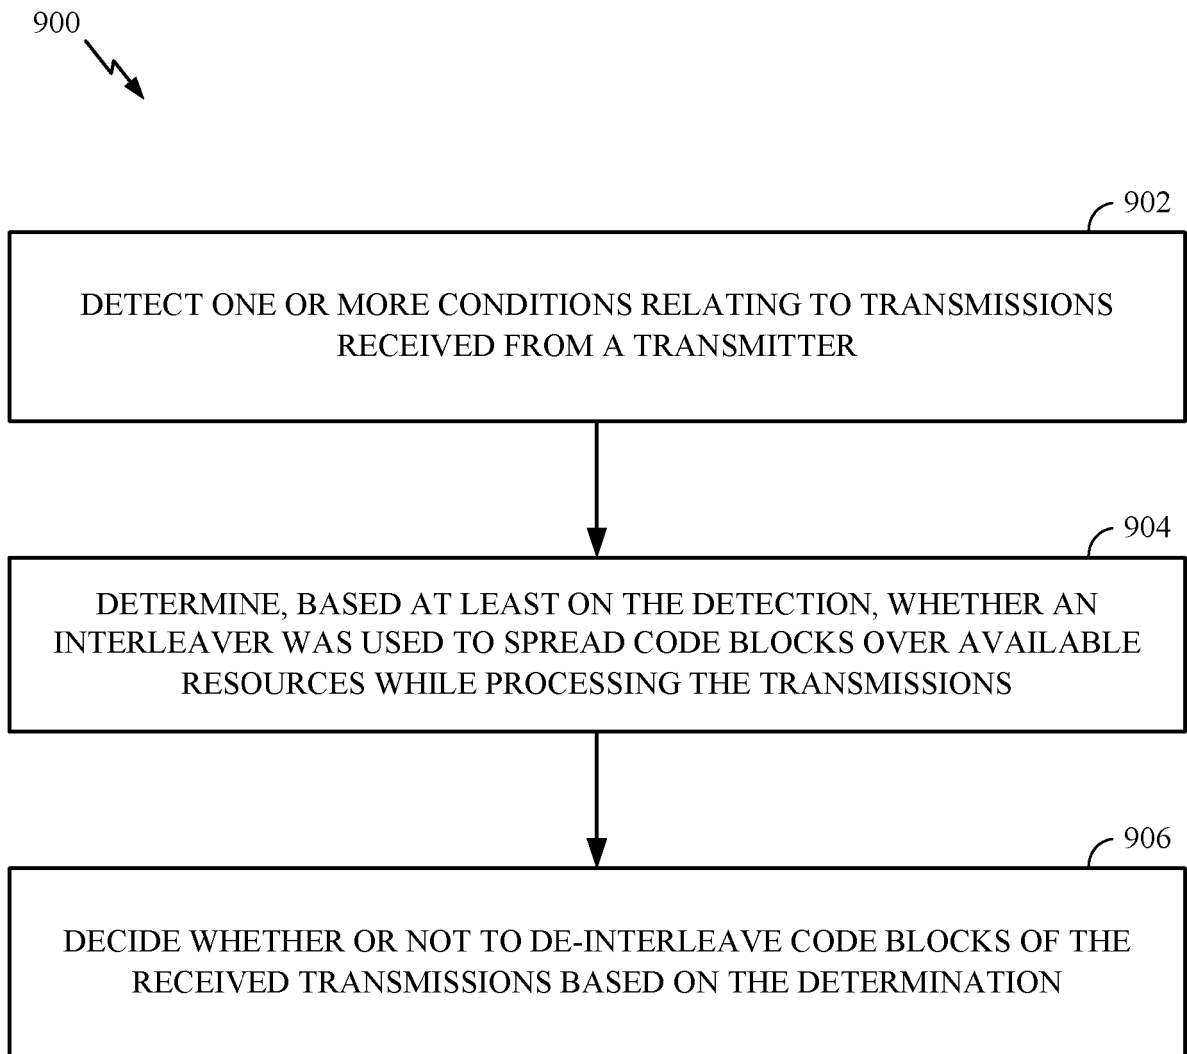 900
902
DETECT ONE OR MORE CONDITIONS RELATING TO TRANSMISSIONS
RECEIVED FROM A TRANSMITTER
904
DETERMINE, BASED AT LEAST ON THE DETECTION, WHETHER AN
INTERLEAVER WAS USED TO SPREAD CODE BLOCKS OVER AVAILABLE
RESOURCES WHILE PROCESSING THE TRANSMISSIONS
906
DECIDE WHETHER OR NOT TO DE-INTERLEAVE CODE BLOCKS OF THE
RECEIVED TRANSMISSIONS BASED ON THE DETERMINATION